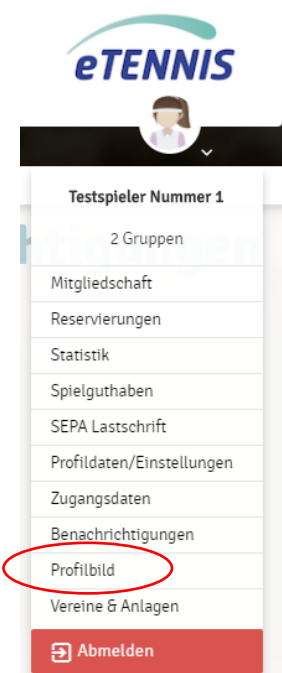 eTENNIS
Testspieler Nummer 1
2 Gruppen
Mitgliedschaft
Reservierungen
Statistik
Spielguthaben
SEPA Lastschrift
Profildaten/Einstellungen
Zugangsdaten
Benachrichtigungen
Profilbild
Vereine & Anlagen
Abmelden